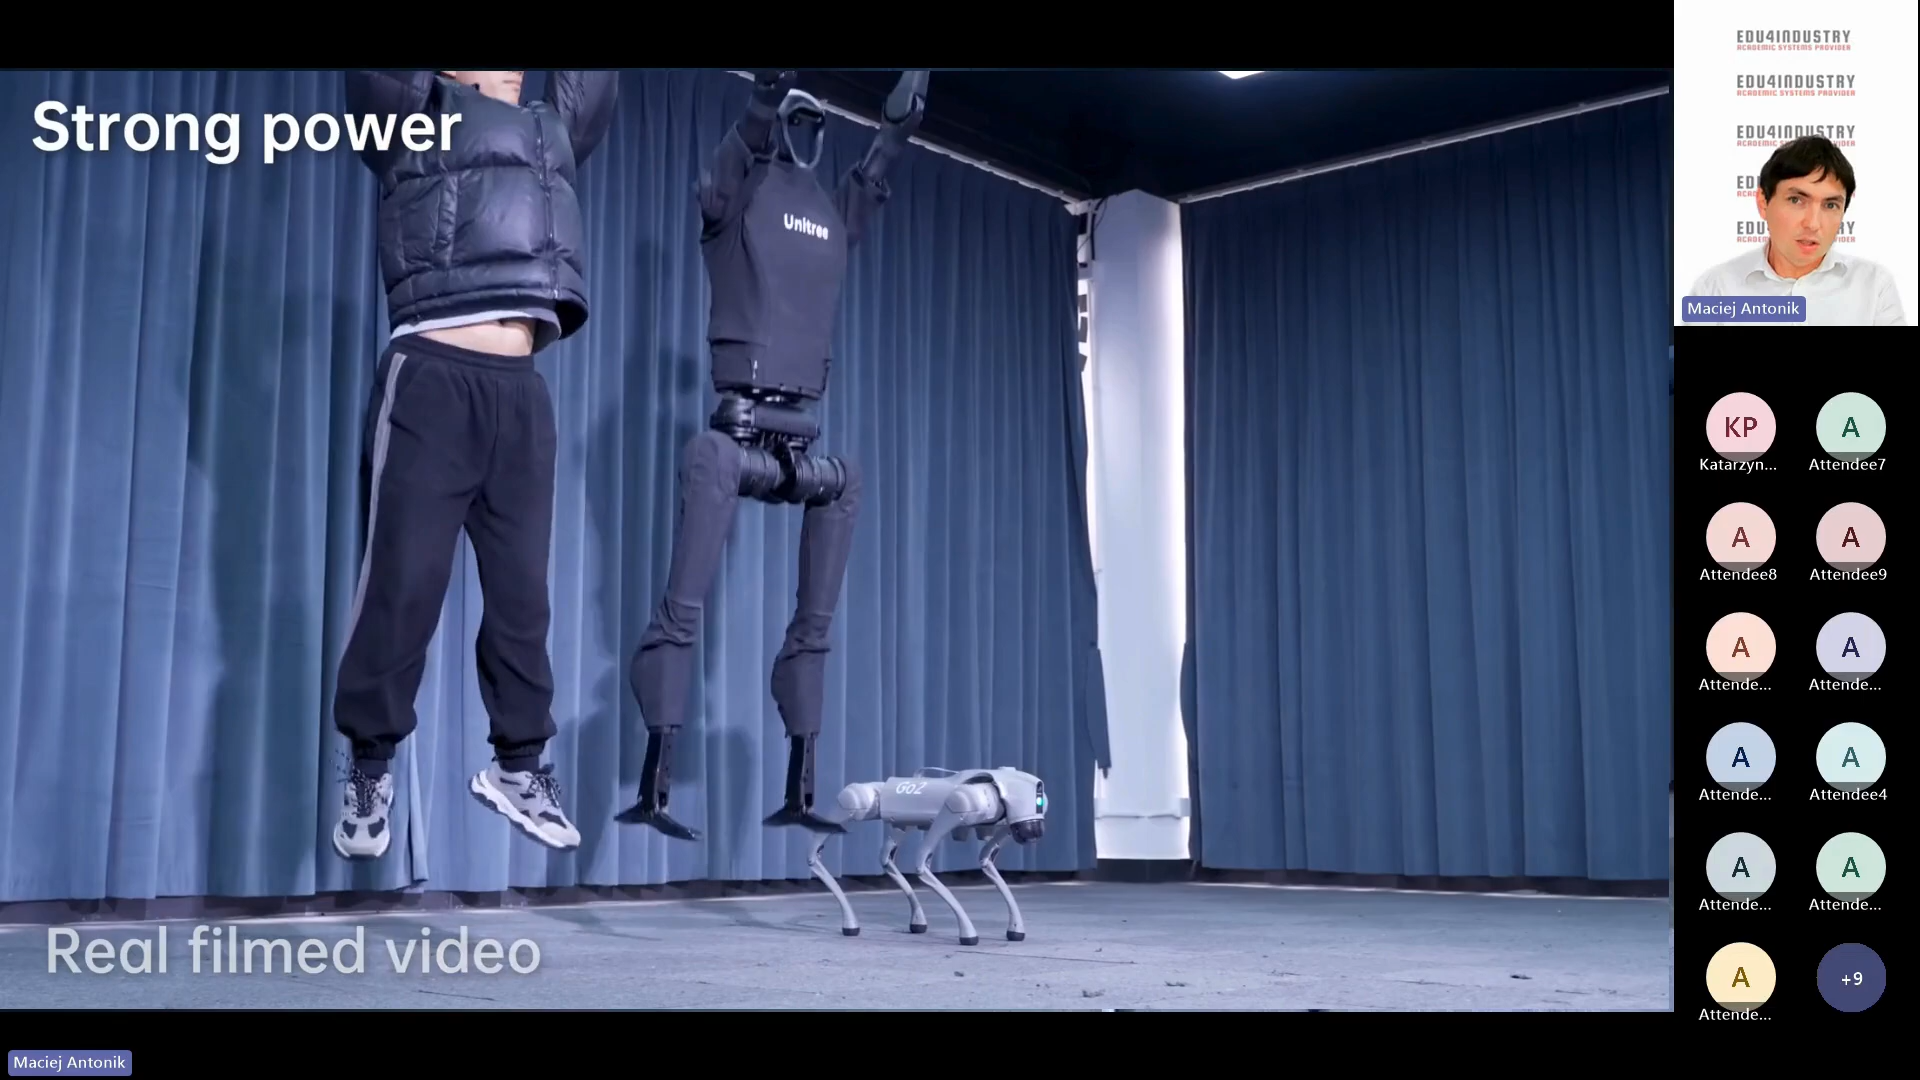 Strong power
Unitree
Go2
Real filmed video
Maciej Antonik
EDU4INDUSTRY
ACADEMIC SYSTEMS PROVIDER
EDU4INDUSTRY
ACADEMIC SYSTEMS PROVIDER
EDU4INDUSTRY
Maciej Antonik
KP
Katarzyn...
A
Attendee7
A
Attendee8
A
Attendee9
A
Attende...
A
Attende...
A
Attende...
A
Attendee4
A
Attende...
A
Attende...
A
Attende...
+9